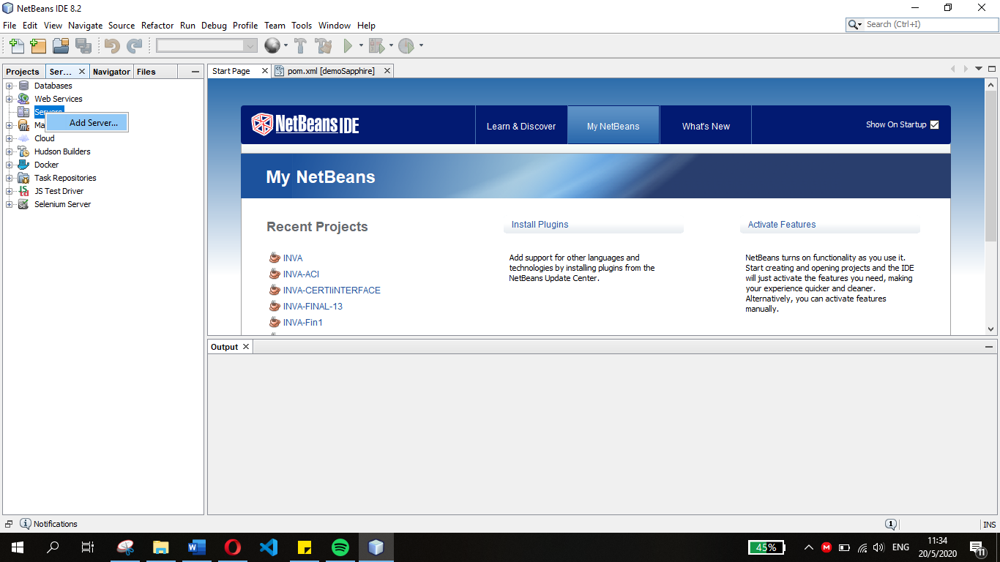 NetBeans IDE 8.2
File Edit View Navigate Source Refactor Run Debug Profile Team Tools Window Help
Search (Ctrl+I)
Projects Ser... Navigator Files
Databases
Web Services
Servers
Add Server...
Ma
Cloud
Hudson Builders
Docker
Task Repositories
JS Test Driver
Selenium Server
Start Page pom.xml [demoSapphire]
NetBeans IDE
Learn & Discover My NetBeans What's New
Show On Startup
My NetBeans
Recent Projects
INVA
INVA-ACI
INVA-CERTIiNTERFACE
INVA-FINAL-13
INVA-Fin1
Install Plugins
Add support for other languages and
technologies by installing plugins from the
NetBeans Update Center.
Activate Features
NetBeans turns on functionality as you use it.
Start creating and opening projects and the IDE
will just activate the features you need, making
your experience quicker and cleaner.
Alternatively, you can activate features
manually.
Output
Notifications
1
INS
45%
ENG
11:34
20/5/2020
11